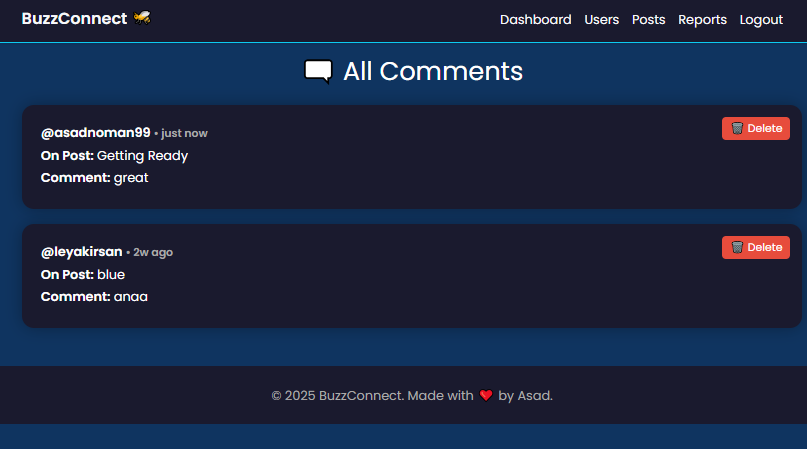 BuzzConnect 🐝
Dashboard Users Posts Reports Logout
💬 All Comments
@asadnoman99 • just now
🗑️ Delete
On Post: Getting Ready
Comment: great
@leyakirsan • 2w ago
🗑️ Delete
On Post: blue
Comment: anaa
© 2025 BuzzConnect. Made with ❤️ by Asad.